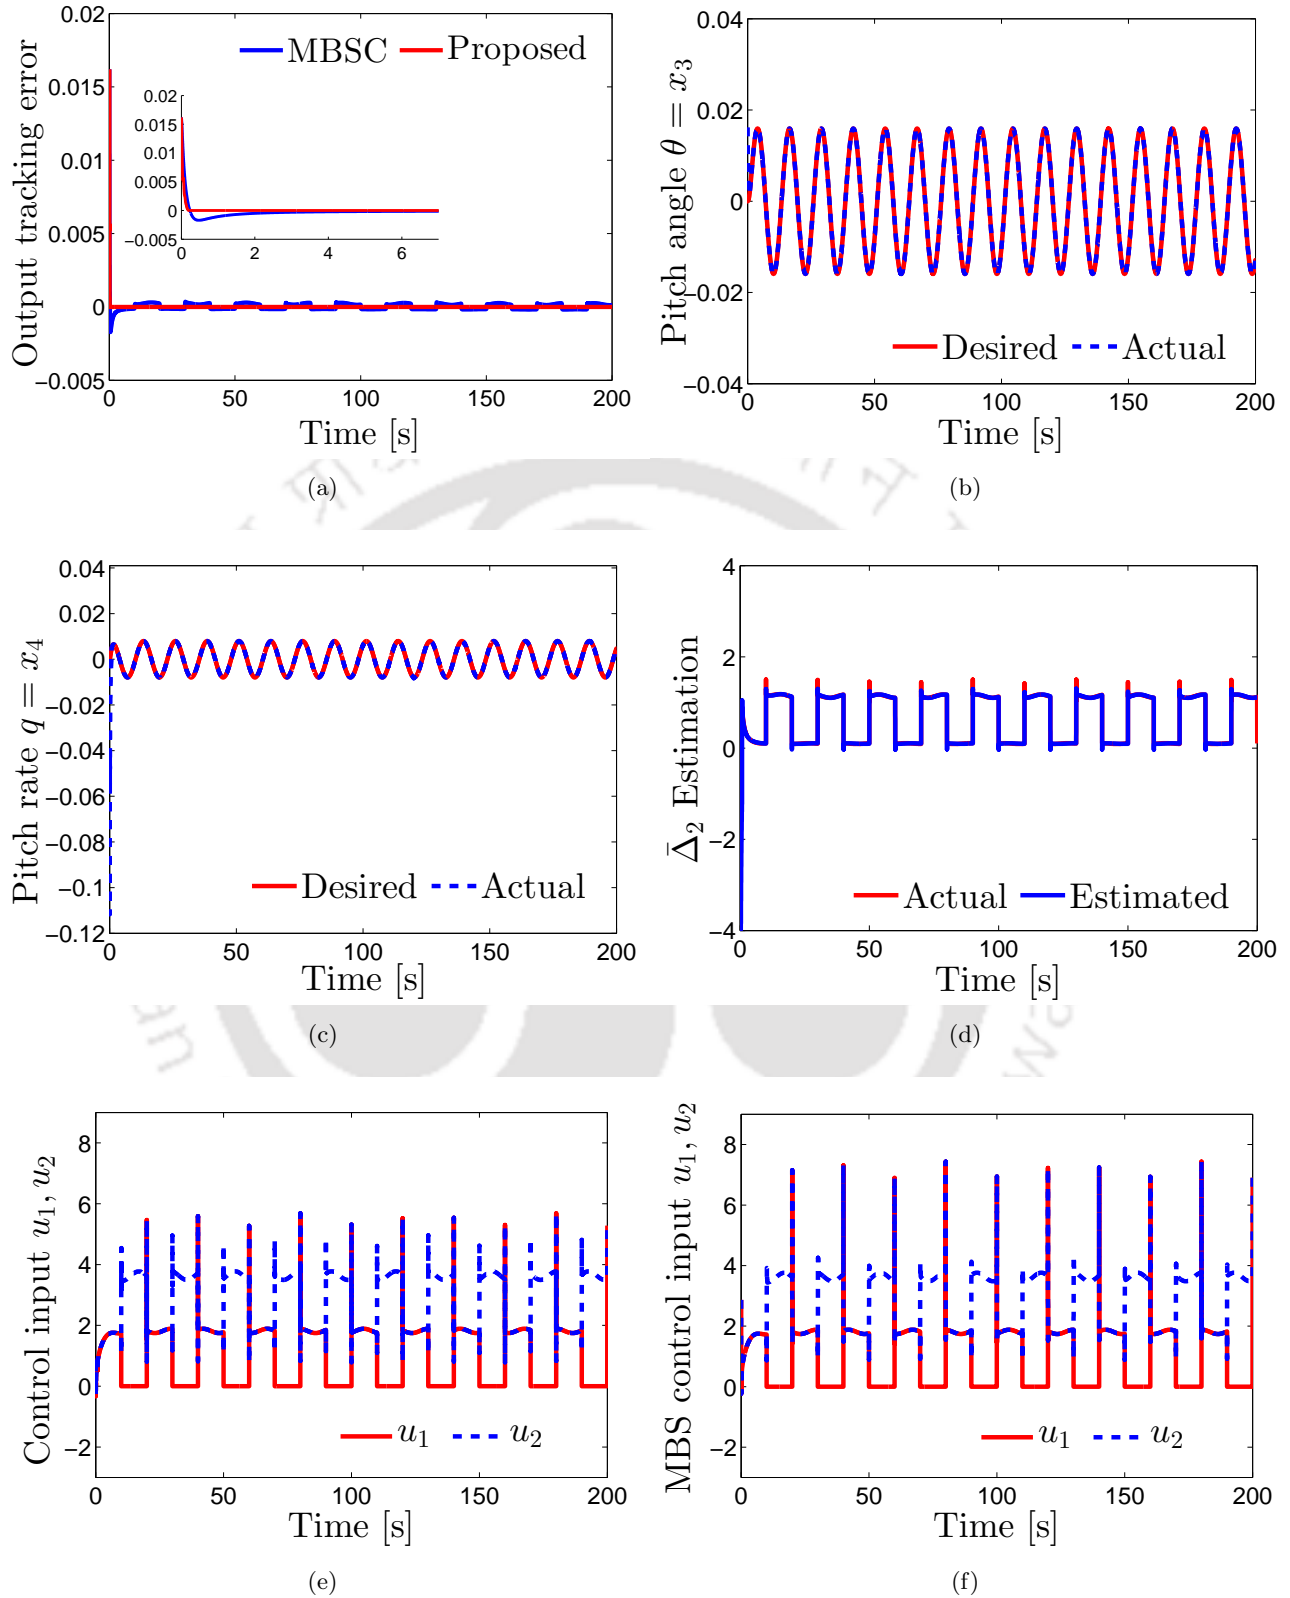 0.02
0.015
0.01
0.005
0
−0.005
Output tracking error
MBSC Proposed
0.02
0.015
0.01
0.005
0
−0.005
0 2 4 6
0 50 100 150 200
Time [s]
(a)
0.04
0.02
0
−0.02
−0.04
Pitch angle θ = x₃
Desired Actual
0 50 100 150 200
Time [s]
(b)
0.04
0.02
0
−0.02
−0.04
−0.06
−0.08
−0.1
−0.12
Pitch rate q = x₄
Desired Actual
0 50 100 150 200
Time [s]
(c)
4
2
0
−2
−4
Δ̄₂ Estimation
Actual Estimated
0 50 100 150 200
Time [s]
(d)
8
6
4
2
0
−2
Control input u₁, u₂
u₁ u₂
0 50 100 150 200
Time [s]
(e)
8
6
4
2
0
−2
MBS control input u₁, u₂
u₁ u₂
0 50 100 150 200
Time [s]
(f)